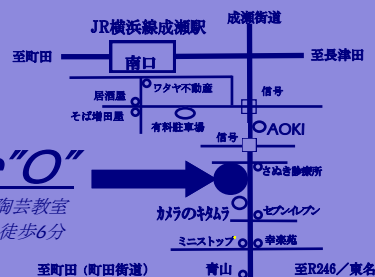 成瀬街道
JR横浜線成瀬駅
至町田
南口
至長津田
ワタヤ不動産
信号
居酒屋
そば増田屋
有料駐車場
AOKI
信号
"O"
さぬき診療所
陶芸教室
カメラのキタムラ
セブンイレブン
徒歩6分
ミニストップ
幸楽苑
至町田（町田街道）
青山
至R246／東名